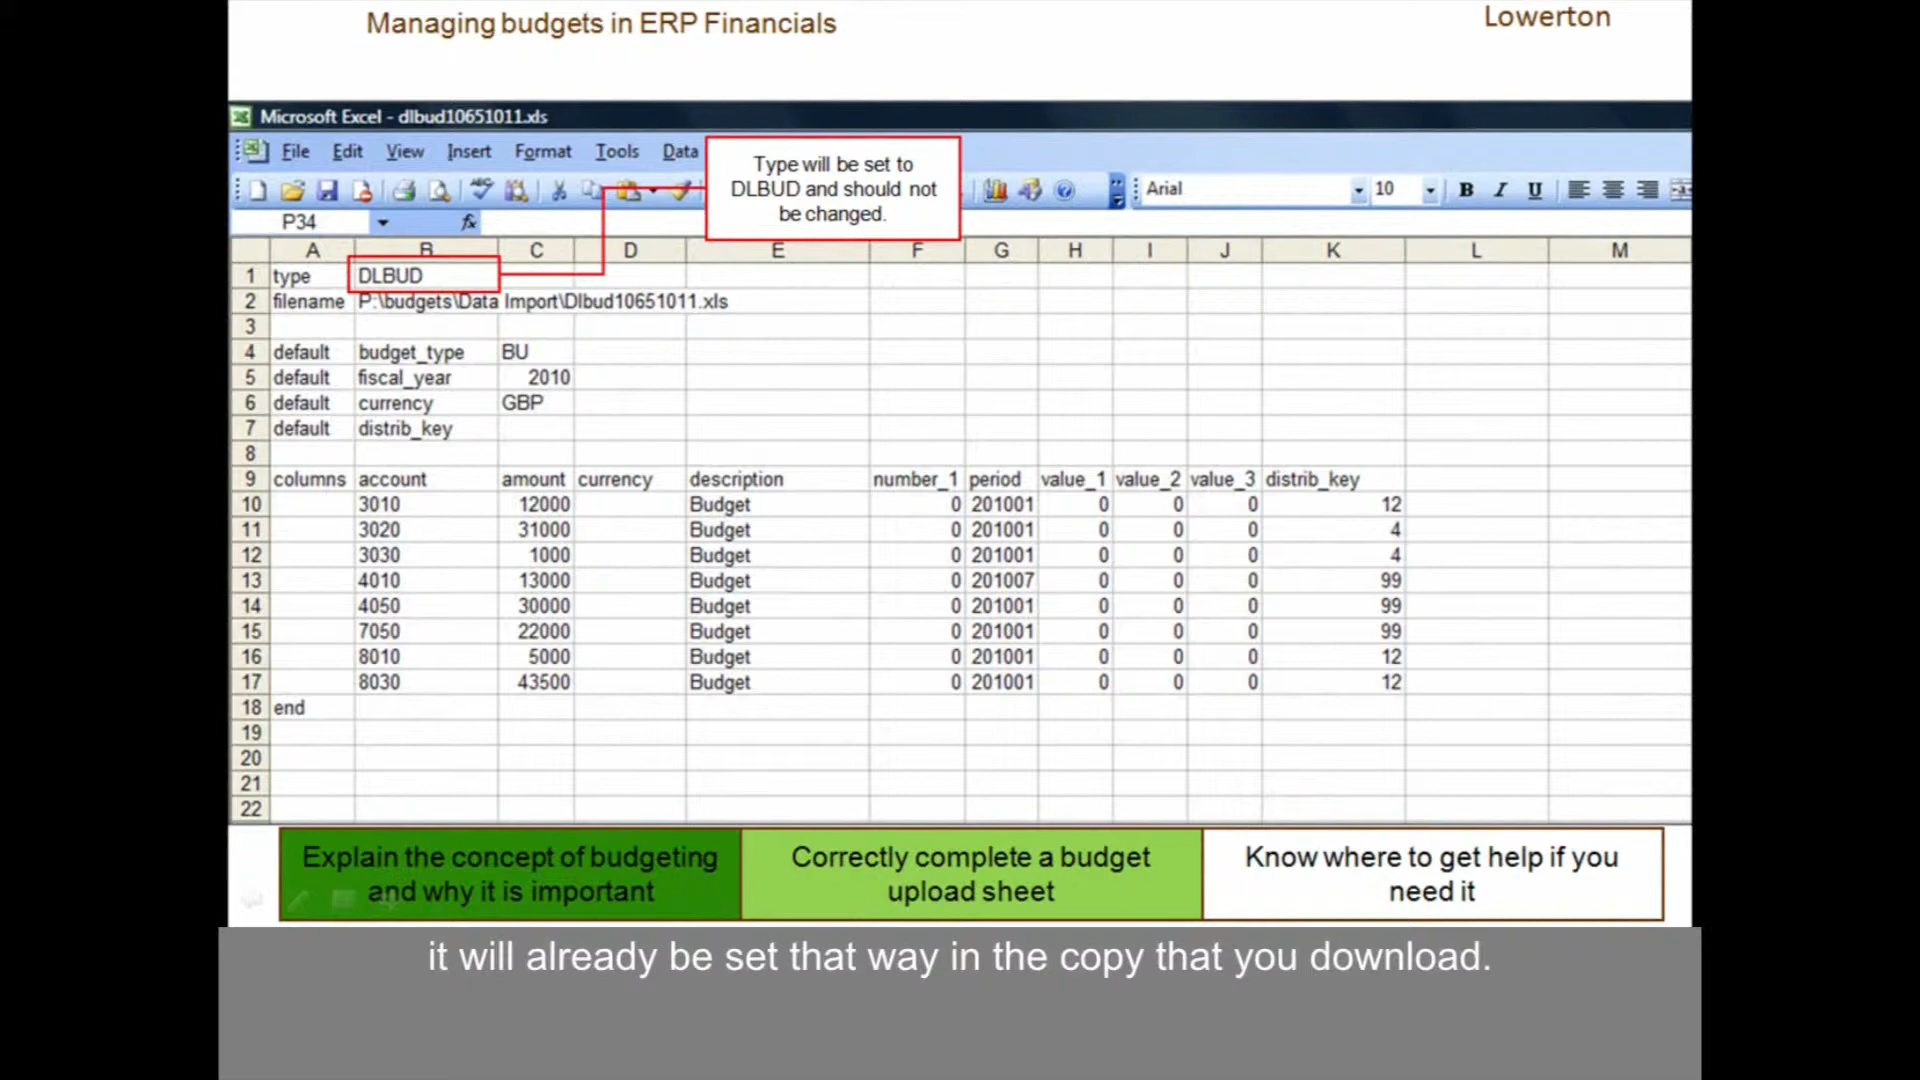 Managing budgets in ERP Financials
Lowerton
Microsoft Excel - dlbud10651011.xls
File Edit View Insert Format Tools Data
Type will be set to
DLBUD and should not
be changed.
Arial 10 B I U
P34 fx
A B C D E F G H I J K L M
1 type DLBUD
2 filename P:\budgets\Data Import\Dlbud10651011.xls
3
4 default budget_type BU
5 default fiscal_year 2010
6 default currency GBP
7 default distrib_key
8
9 columns account amount currency description number_1 period value_1 value_2 value_3 distrib_key
10 3010 12000 Budget 0 201001 0 0 0 12
11 3020 31000 Budget 0 201001 0 0 0 4
12 3030 1000 Budget 0 201001 0 0 0 4
13 4010 13000 Budget 0 201007 0 0 0 99
14 4050 30000 Budget 0 201001 0 0 0 99
15 7050 22000 Budget 0 201001 0 0 0 99
16 8010 5000 Budget 0 201001 0 0 0 12
17 8030 43500 Budget 0 201001 0 0 0 12
18 end
19
20
21
22
Explain the concept of budgeting
and why it is important
Correctly complete a budget
upload sheet
Know where to get help if you
need it
it will already be set that way in the copy that you download.